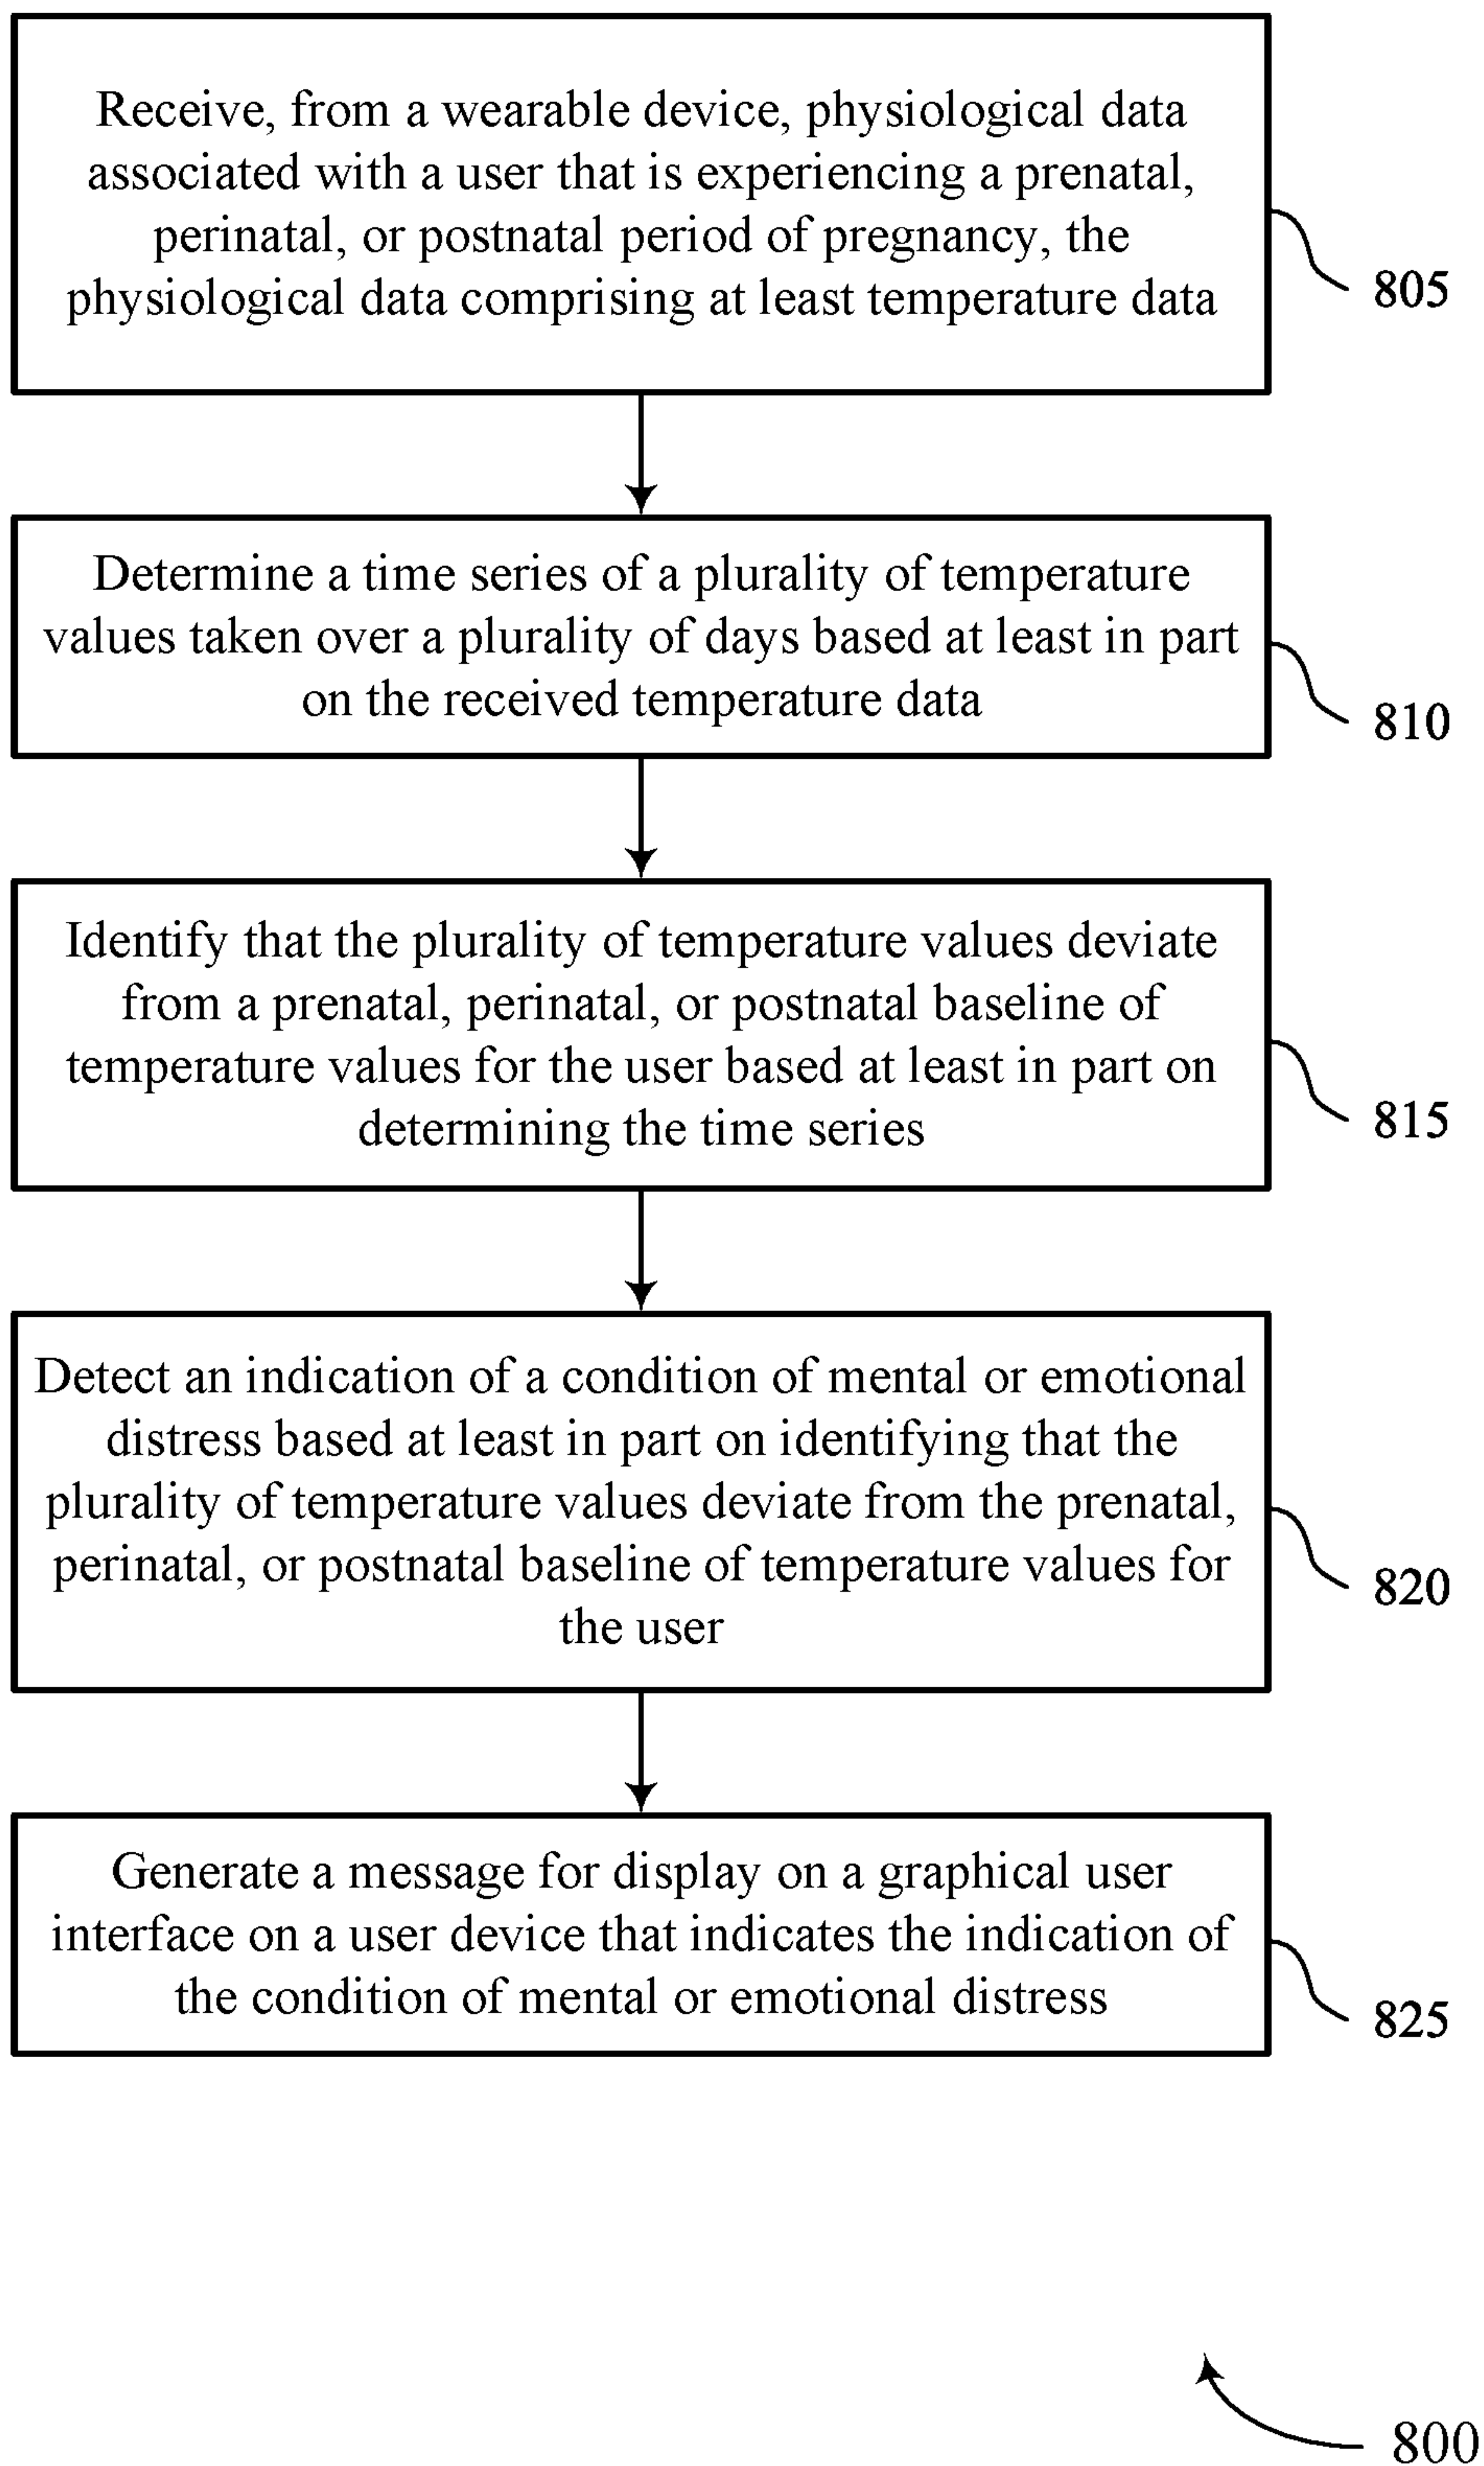 Receive, from a wearable device, physiological data
associated with a user that is experiencing a prenatal,
perinatal, or postnatal period of pregnancy, the
physiological data comprising at least temperature data
805
Determine a time series of a plurality of temperature
values taken over a plurality of days based at least in part
on the received temperature data
810
Identify that the plurality of temperature values deviate
from a prenatal, perinatal, or postnatal baseline of
temperature values for the user based at least in part on
determining the time series
815
Detect an indication of a condition of mental or emotional
distress based at least in part on identifying that the
plurality of temperature values deviate from the prenatal,
perinatal, or postnatal baseline of temperature values for
the user
820
Generate a message for display on a graphical user
interface on a user device that indicates the indication of
the condition of mental or emotional distress
825
800